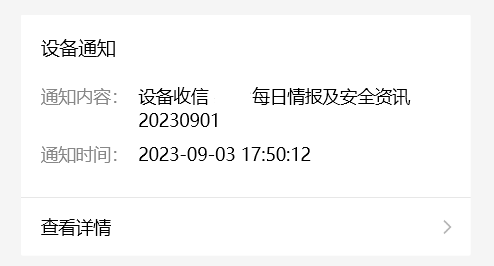 设备通知
通知内容： 设备收信 每日情报及安全资讯
20230901
通知时间： 2023-09-03 17:50:12
查看详情